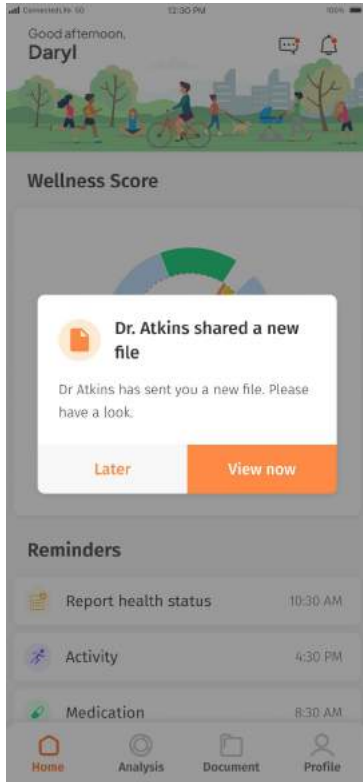 12:30 PM
100%
Good afternoon,
Daryl
Wellness Score
Dr. Atkins shared a new
file
Dr Atkins has sent you a new file. Please
have a look.
Later
View now
Reminders
Report health status
10:30 AM
Activity
4:30 PM
Medication
8:30 AM
Home
Analysis
Document
Profile